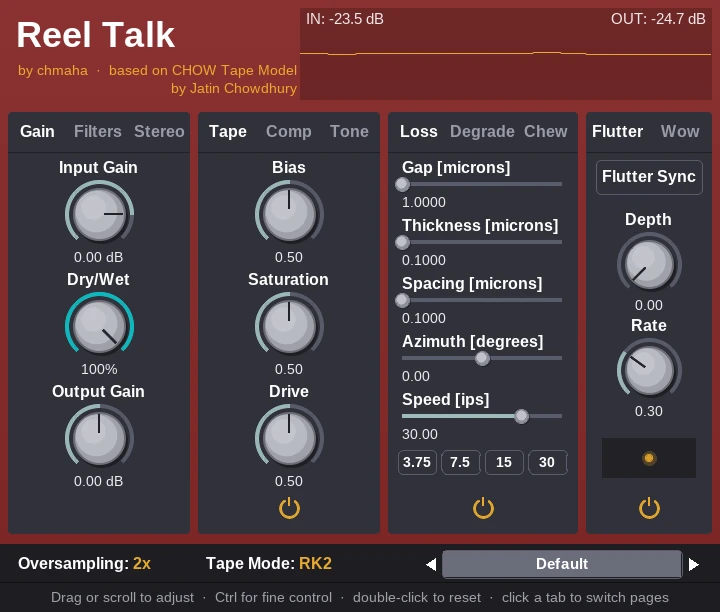 Reel Talk
by chmaha · based on CHOW Tape Model
by Jatin Chowdhury
IN: -23.5 dB
OUT: -24.7 dB
Gain Filters Stereo
Input Gain
0.00 dB
Dry/Wet
100%
Output Gain
0.00 dB
Tape Comp Tone
Bias
0.50
Saturation
0.50
Drive
0.50
Loss Degrade Chew
Gap [microns]
1.0000
Thickness [microns]
0.1000
Spacing [microns]
0.1000
Azimuth [degrees]
0.00
Speed [ips]
30.00
3.75 7.5 15 30
Flutter Wow
Flutter Sync
Depth
0.00
Rate
0.30
Oversampling: 2x
Tape Mode: RK2
Default
Drag or scroll to adjust · Ctrl for fine control · double-click to reset · click a tab to switch pages